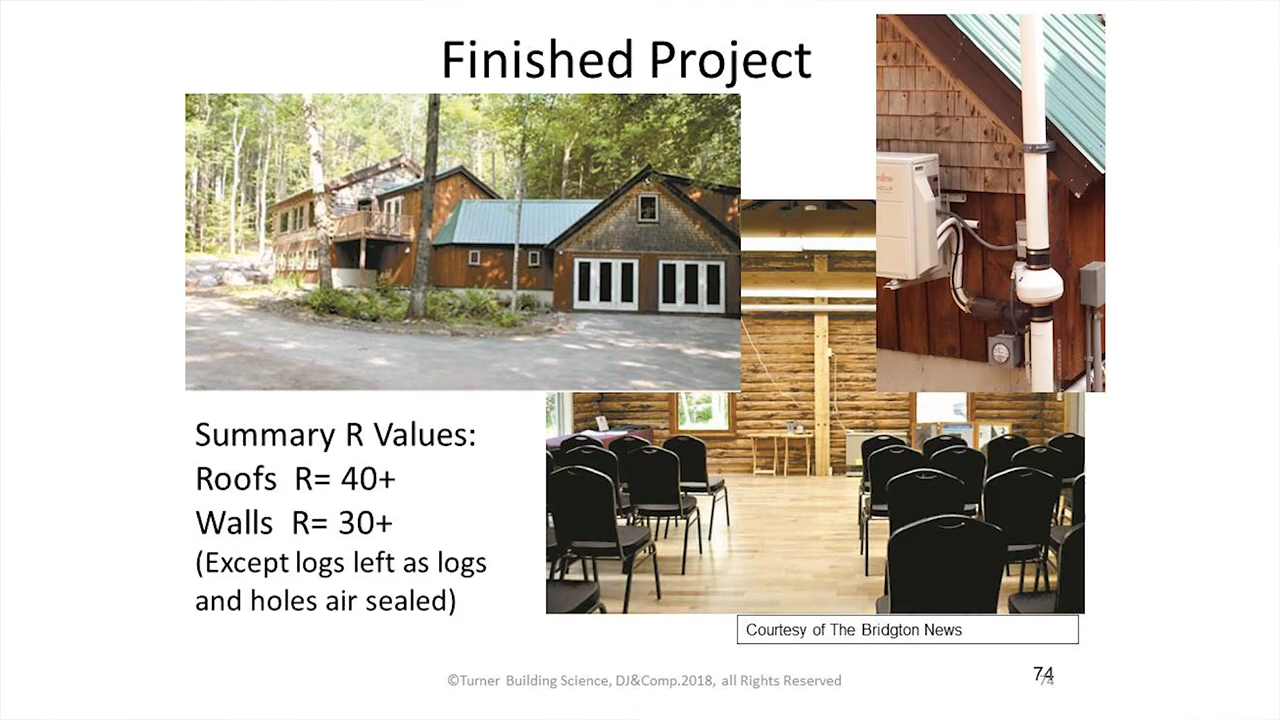 Finished Project
Summary R Values:
Roofs R= 40+
Walls R= 30+
(Except logs left as logs
and holes air sealed)
Courtesy of The Bridgton News
©Turner Building Science, DJ&Comp.2018, all Rights Reserved
74